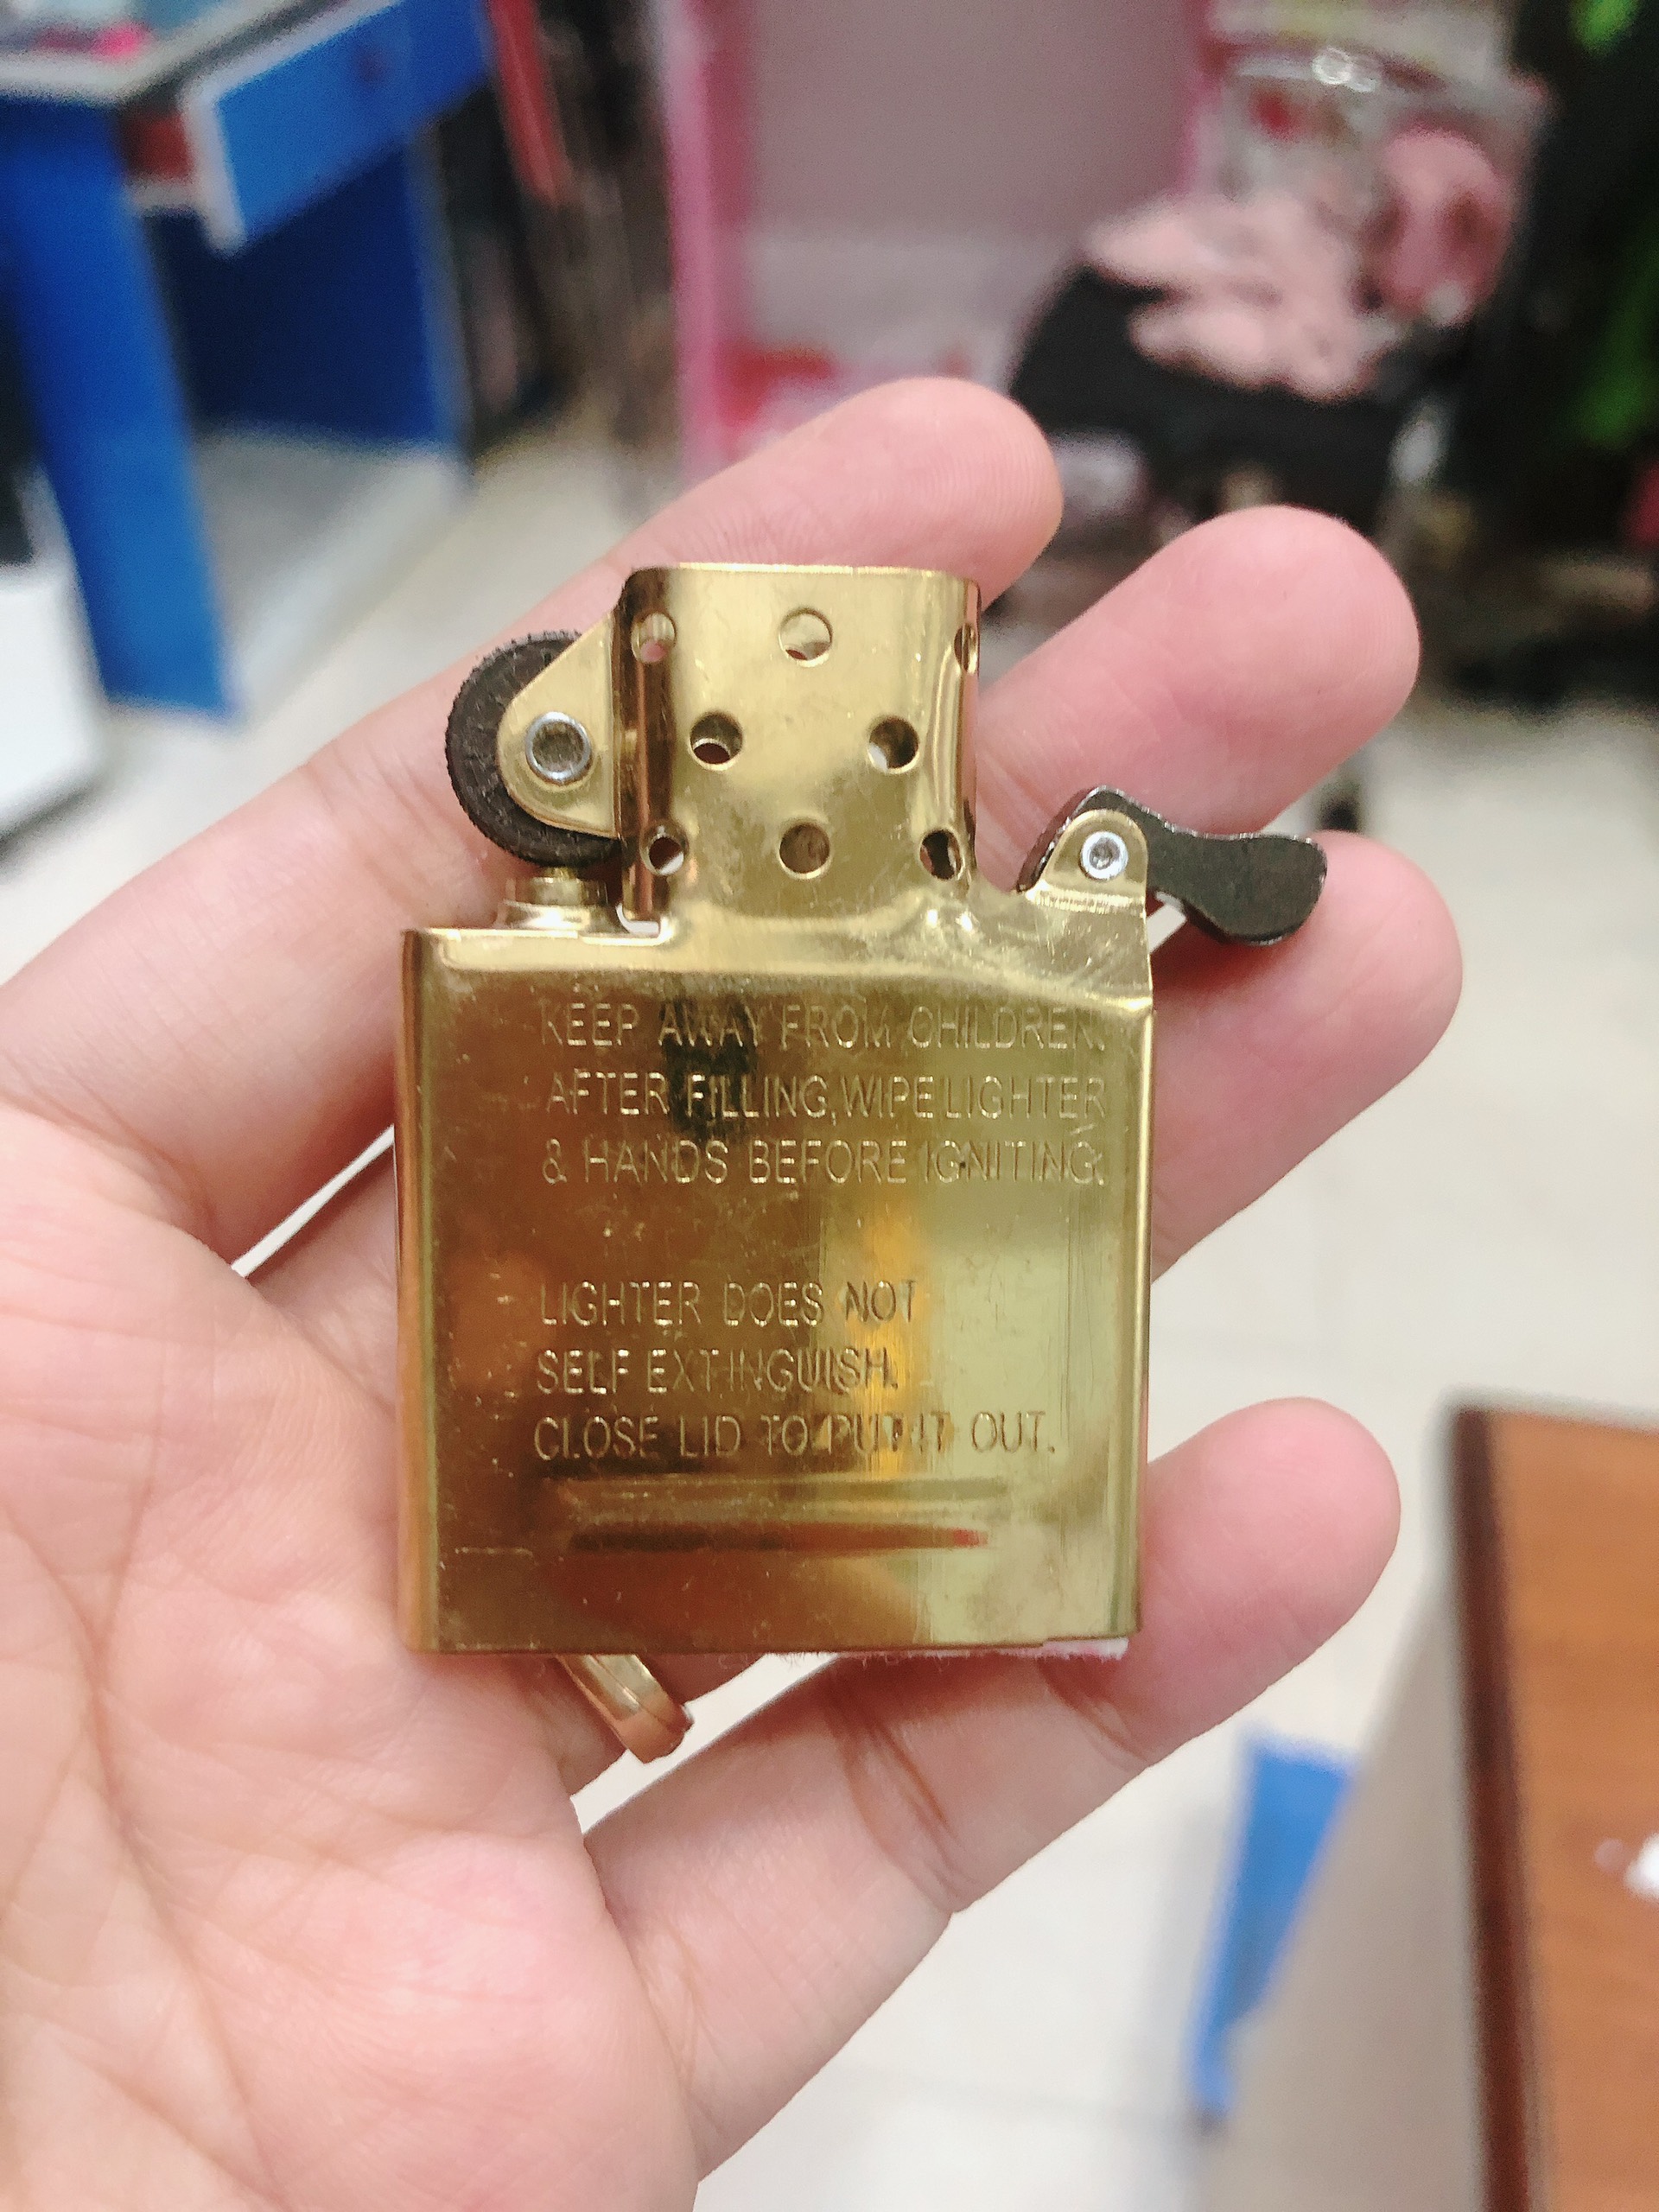 KEEP AWAY FROM CHILDREN.
AFTER FILLING, WIPE LIGHTER
& HANDS BEFORE IGNITING.
LIGHTER DOES NOT
SELF EXTINGUISH.
CLOSE LID TO PUT IT OUT.